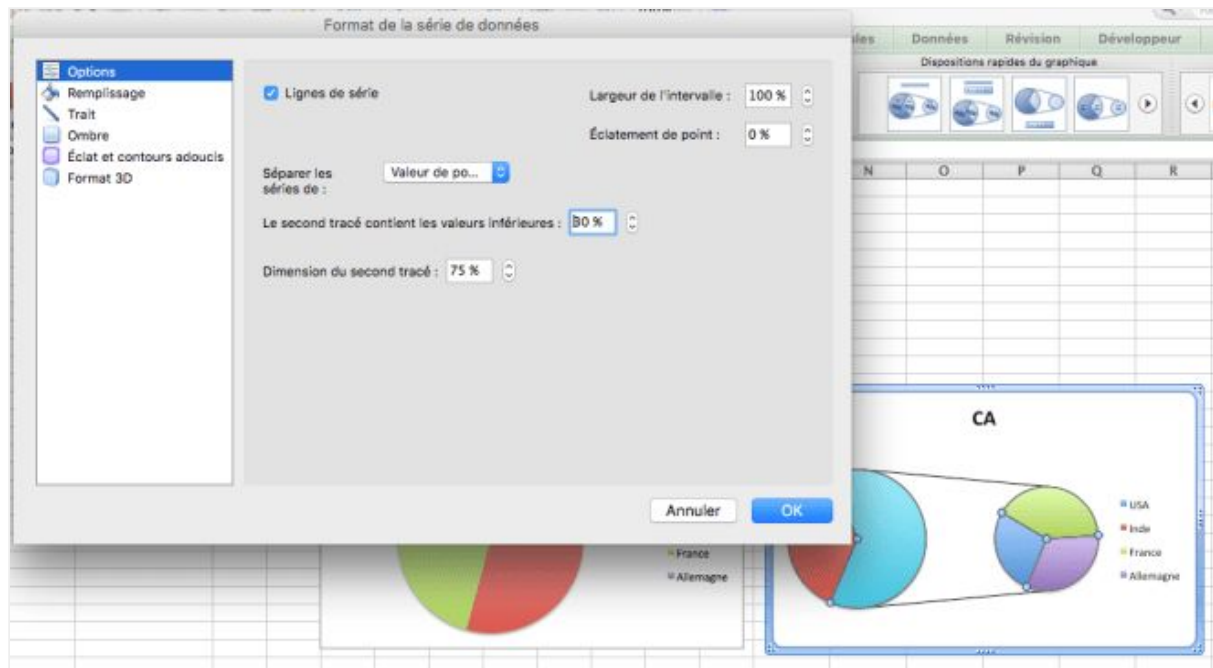 Format de la série de données
Données Révision Développeur
Dispositions rapides du graphique
Options
Remplissage
Trait
Ombre
Éclat et contours adoucis
Format 3D
Lignes de série
Largeur de l'intervalle : 100 %
Éclatement de point : 0 %
Séparer les
séries de :
Valeur de po...
Le second tracé contient les valeurs inférieures : 30 %
Dimension du second tracé : 75 %
Annuler OK
N O P Q R
CA
USA
Inde
France
Allemagne
France
Allemagne